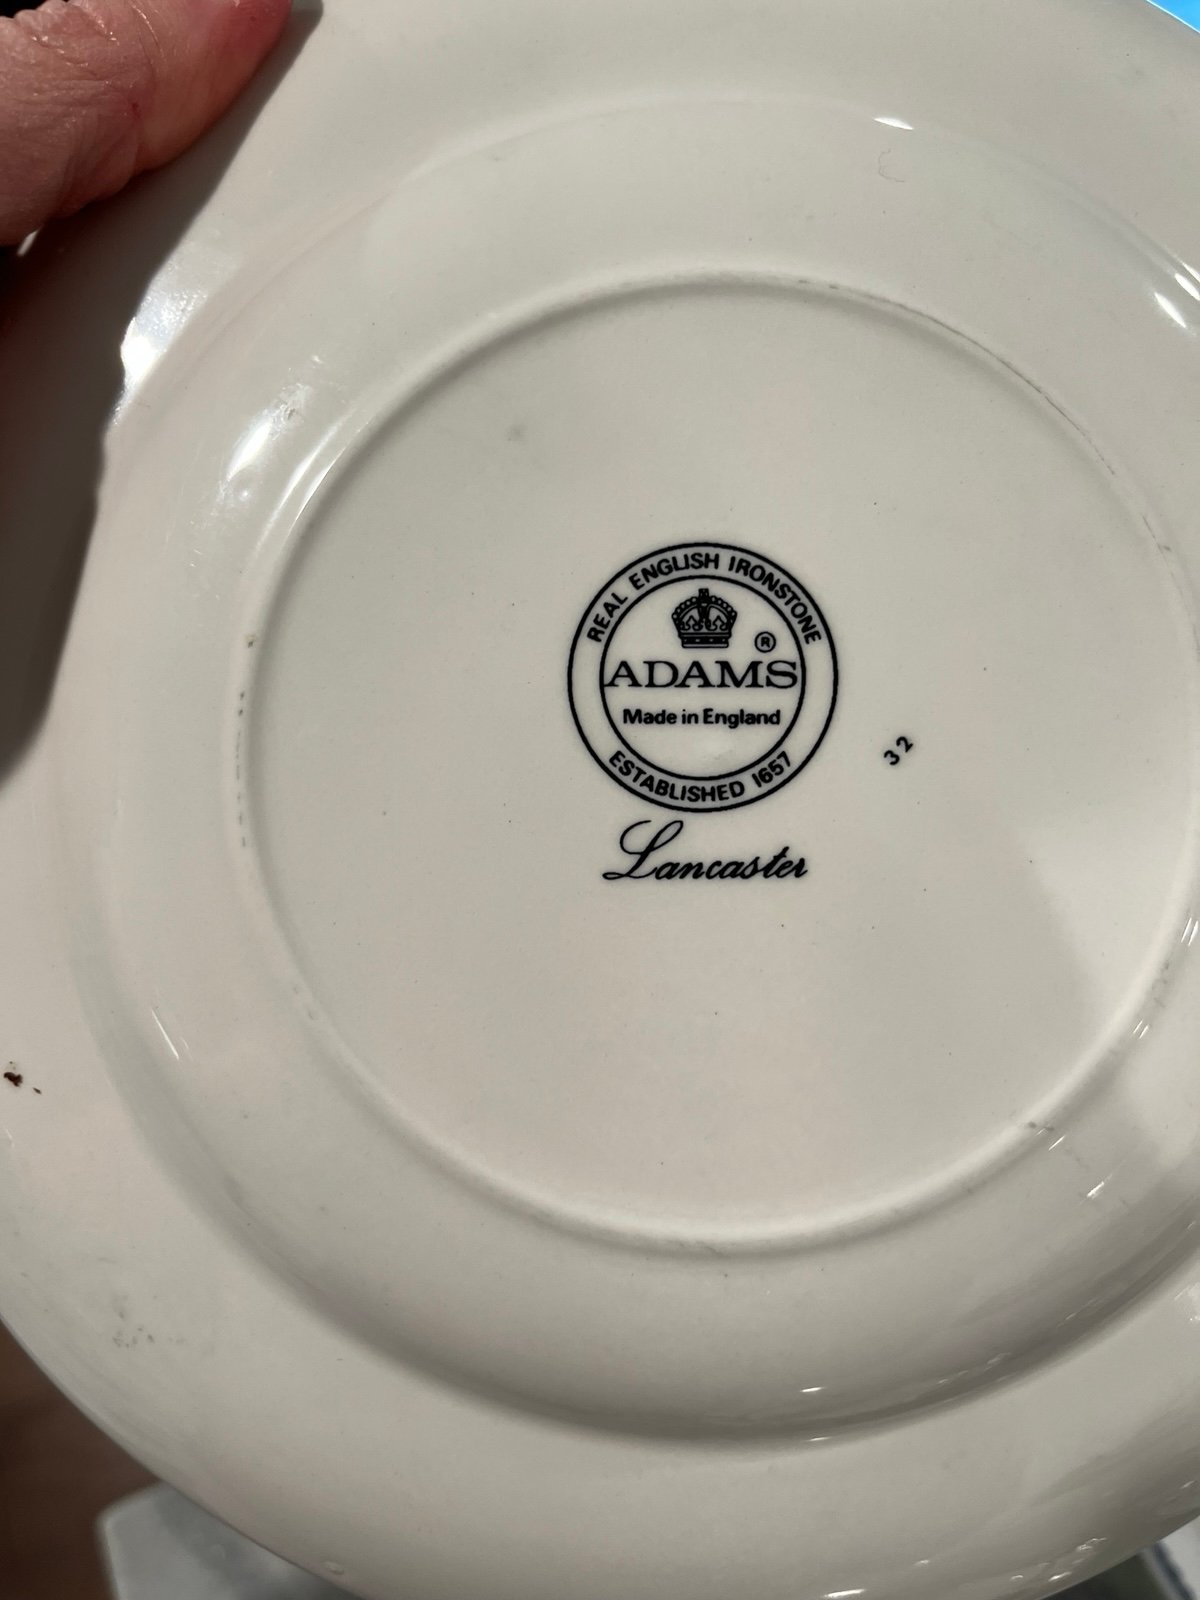 REAL ENGLISH IRONSTONE
®
ADAMS
Made in England
ESTABLISHED 1657
32
Lancaster